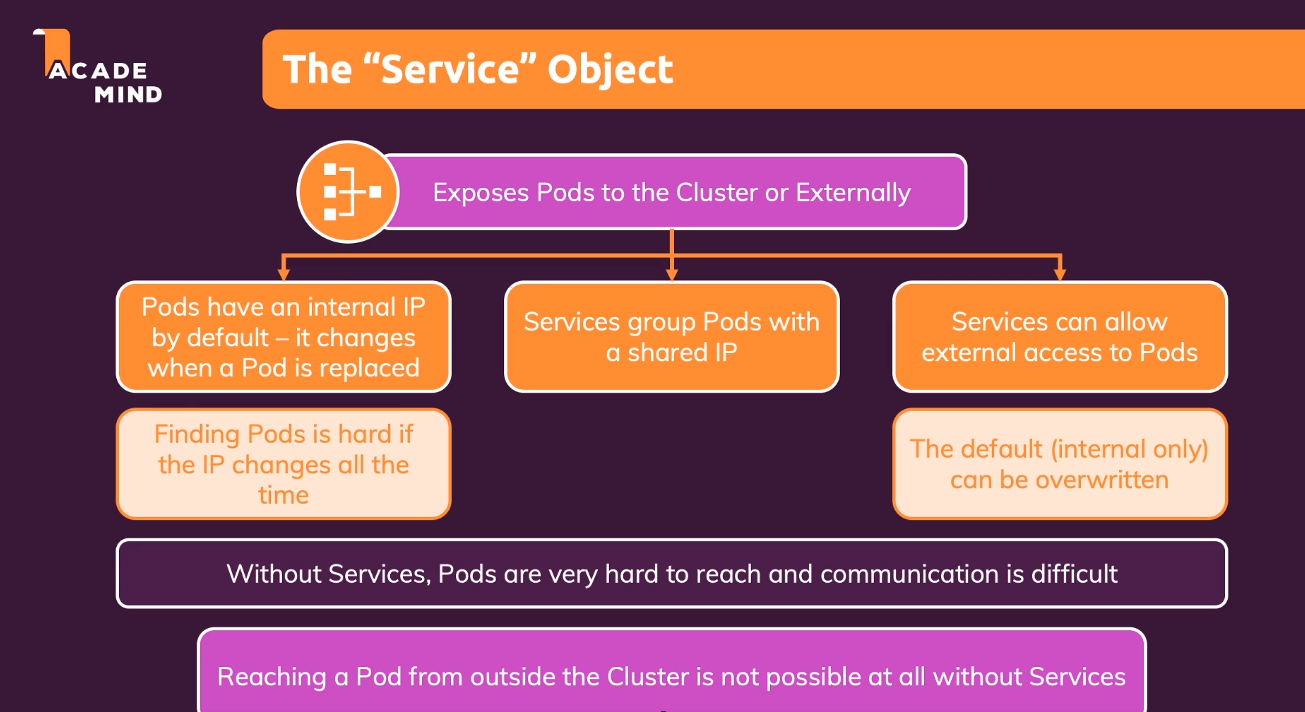 ACADE
MIND
The “Service” Object
Exposes Pods to the Cluster or Externally
Pods have an internal IP
by default – it changes
when a Pod is replaced
Services group Pods with
a shared IP
Services can allow
external access to Pods
Finding Pods is hard if
the IP changes all the
time
The default (internal only)
can be overwritten
Without Services, Pods are very hard to reach and communication is difficult
Reaching a Pod from outside the Cluster is not possible at all without Services